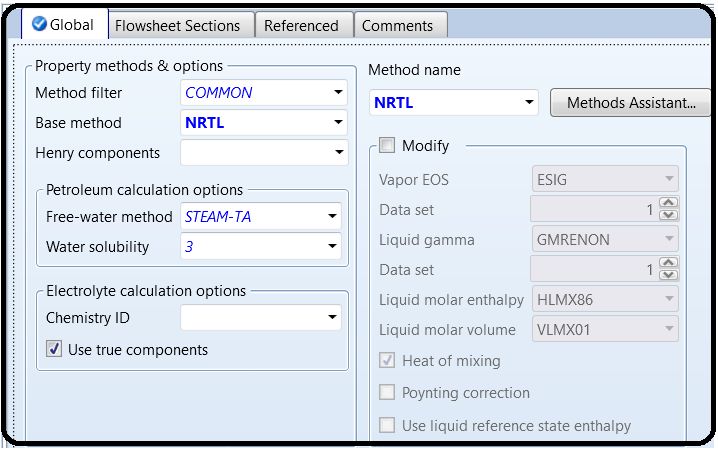 Global
Flowsheet Sections
Referenced
Comments
Property methods & options
Method filter COMMON
Base method NRTL
Henry components
Petroleum calculation options
Free-water method STEAM-TA
Water solubility 3
Electrolyte calculation options
Chemistry ID
Use true components
Method name
NRTL Methods Assistant...
Modify
Vapor EOS ESIG
Data set 1
Liquid gamma GMRENON
Data set 1
Liquid molar enthalpy HLMX86
Liquid molar volume VLMX01
Heat of mixing
Poynting correction
Use liquid reference state enthalpy